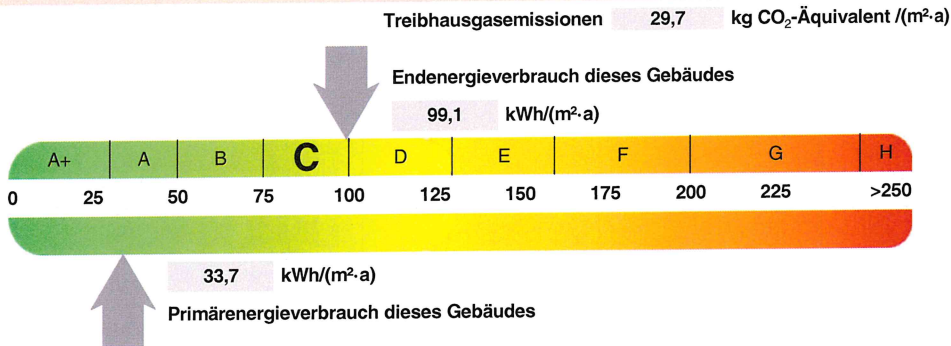 Treibhausgasemissionen 29,7 kg CO₂-Äquivalent /(m²·a)
Endenergieverbrauch dieses Gebäudes
99,1 kWh/(m²·a)
A+ A B C D E F G H
0 25 50 75 100 125 150 175 200 225 >250
33,7 kWh/(m²·a)
Primärenergieverbrauch dieses Gebäudes